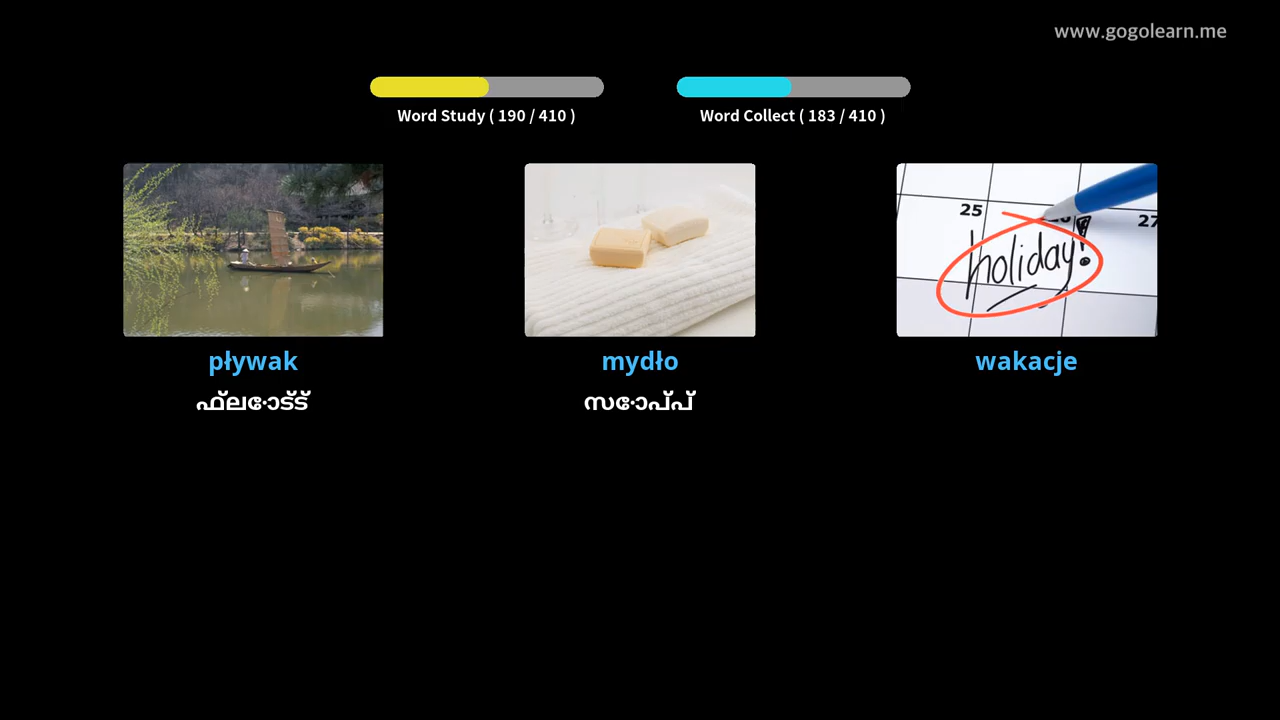 www.gogolearn.me
Word Study ( 190 / 410 )
Word Collect ( 183 / 410 )
25
27
holiday!
pływak
mydło
wakacje
ഫ്ലോട്ട്
സോപ്പ്